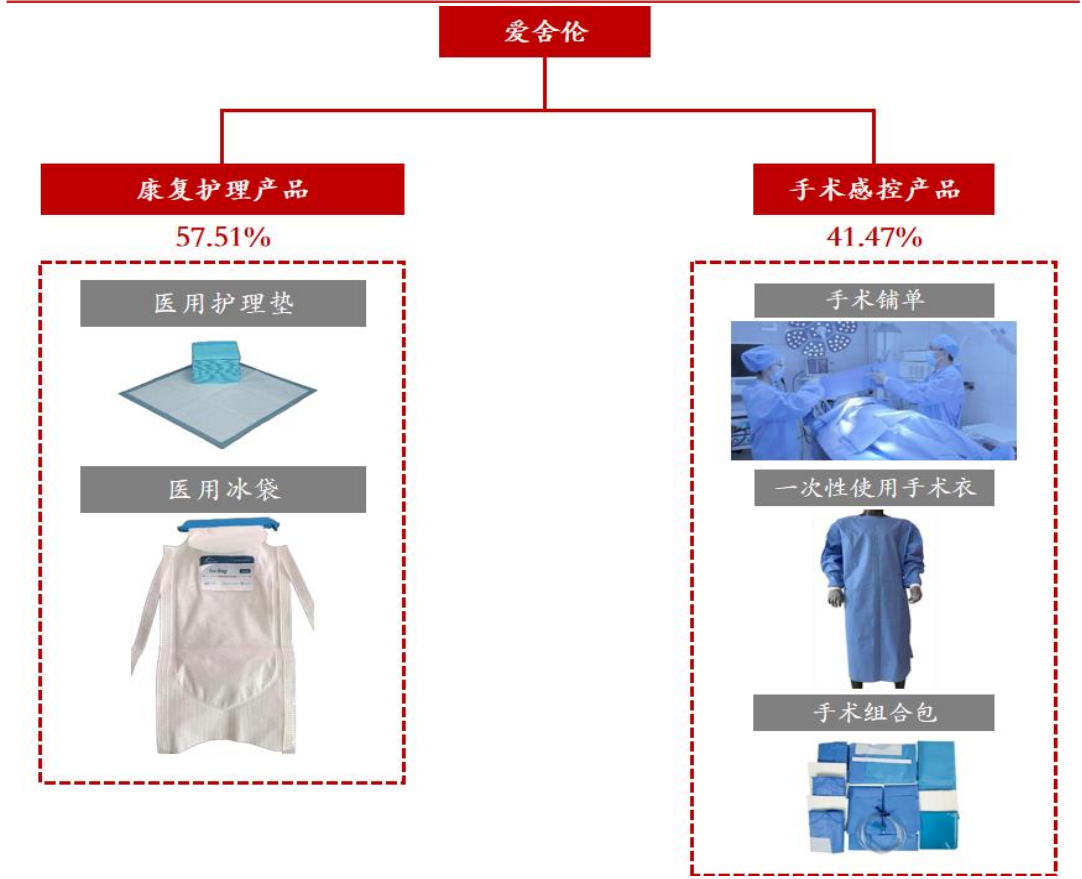 爱舍伦
康复护理产品
57.51%
医用护理垫
医用冰袋
手术感控产品
41.47%
手术铺单
一次性使用手术衣
手术组合包